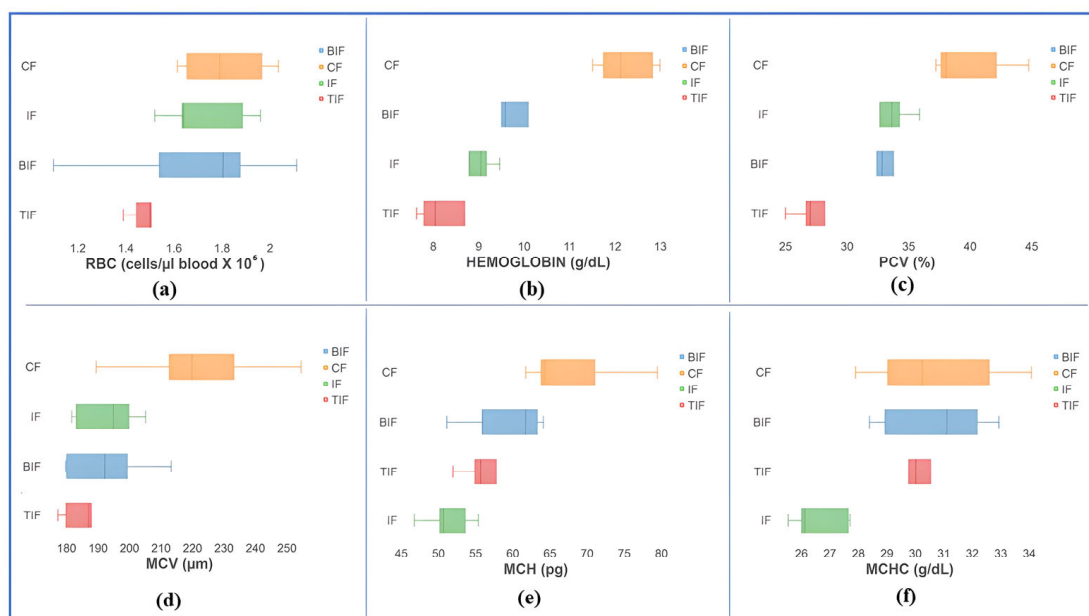 CF
IF
BIF
TIF
BIF
CF
IF
TIF
1.2 1.4 1.6 1.8 2
RBC (cells/µl blood X 10⁶)
(a)
CF
BIF
IF
TIF
BIF
CF
IF
TIF
8 9 10 11 12 13
HEMOGLOBIN (g/dL)
(b)
CF
IF
BIF
TIF
BIF
CF
IF
TIF
25 30 35 40 45
PCV (%)
(c)
CF
IF
BIF
TIF
BIF
CF
IF
TIF
180 190 200 210 220 230 240 250
MCV (µm)
(d)
CF
BIF
TIF
IF
BIF
CF
IF
TIF
45 50 55 60 65 70 75 80
MCH (pg)
(e)
CF
BIF
TIF
IF
BIF
CF
IF
TIF
26 27 28 29 30 31 32 33 34
MCHC (g/dL)
(f)